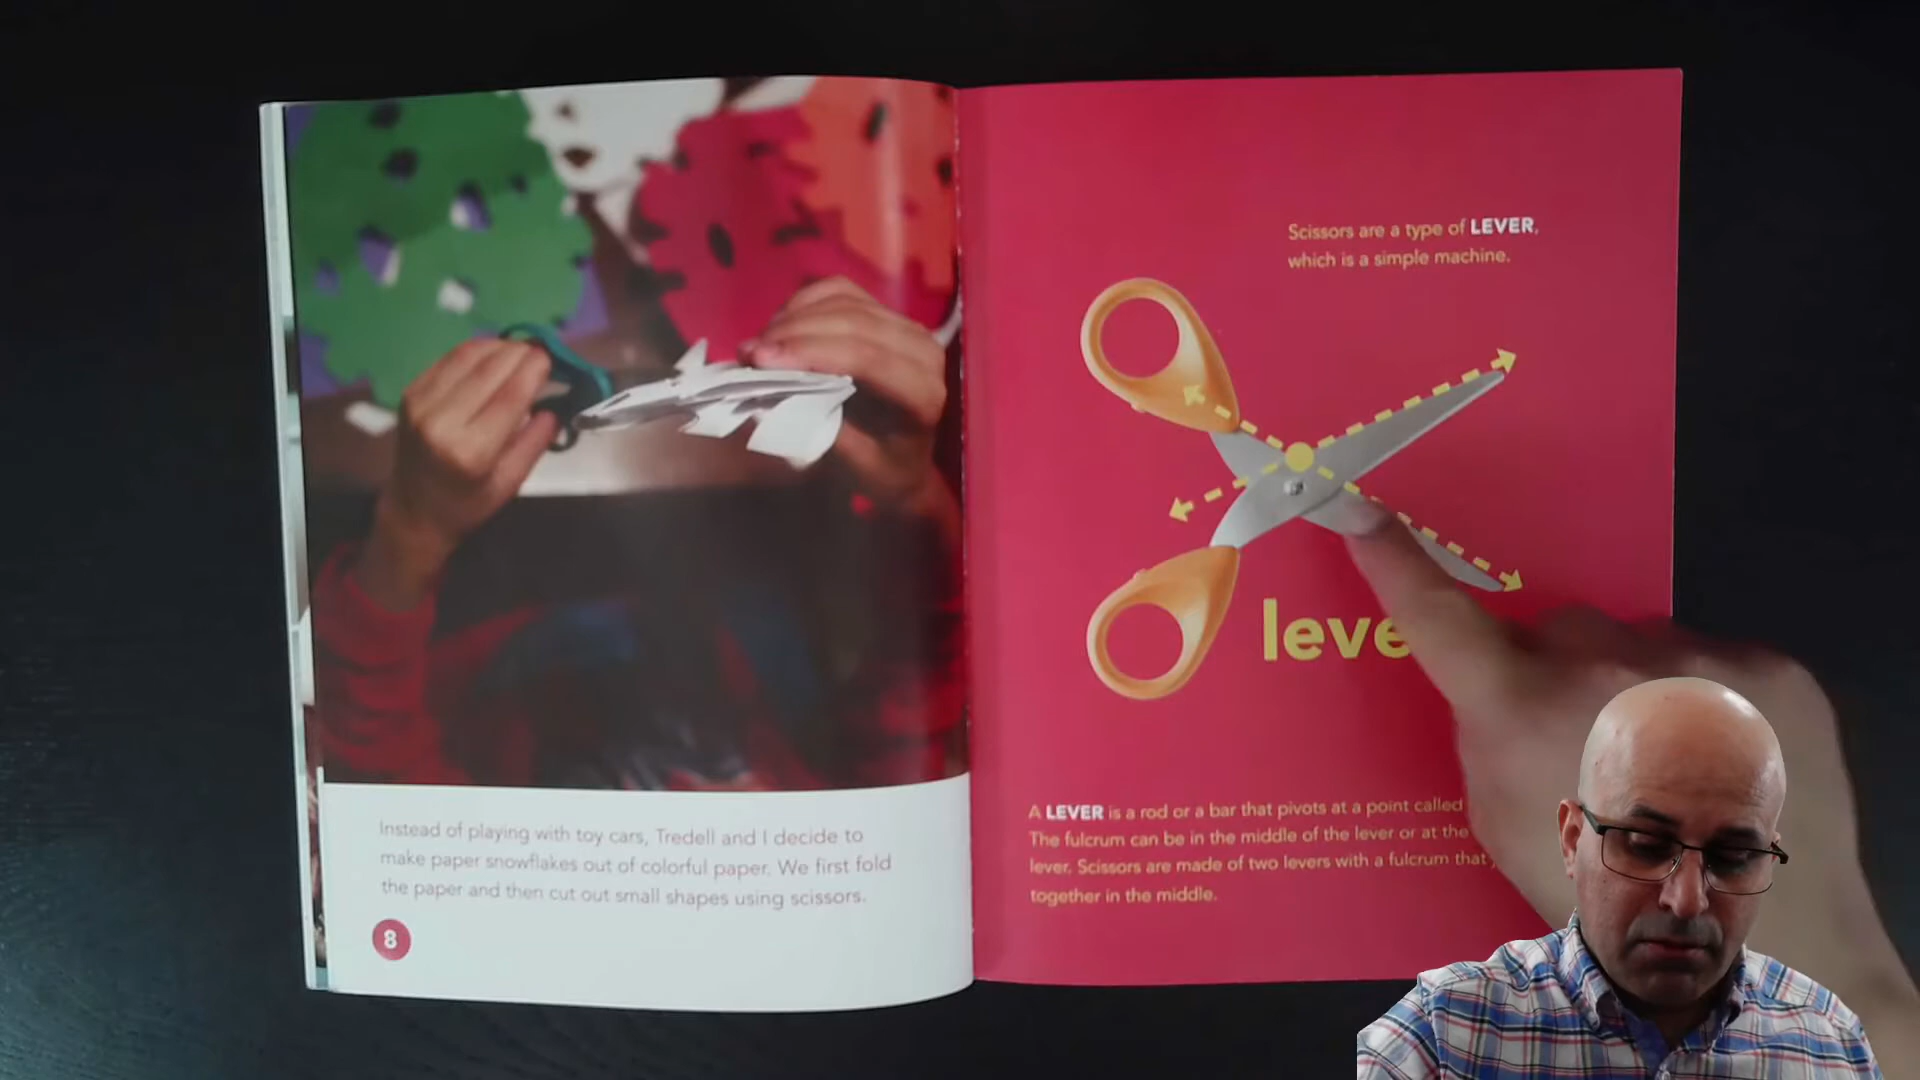 Instead of playing with toy cars, Tredell and I decide to
make paper snowflakes out of colorful paper. We first fold
the paper and then cut out small shapes using scissors.
8
Scissors are a type of LEVER,
which is a simple machine.
leve
A LEVER is a rod or a bar that pivots at a point called
The fulcrum can be in the middle of the lever or at the
lever. Scissors are made of two levers with a fulcrum that
together in the middle.